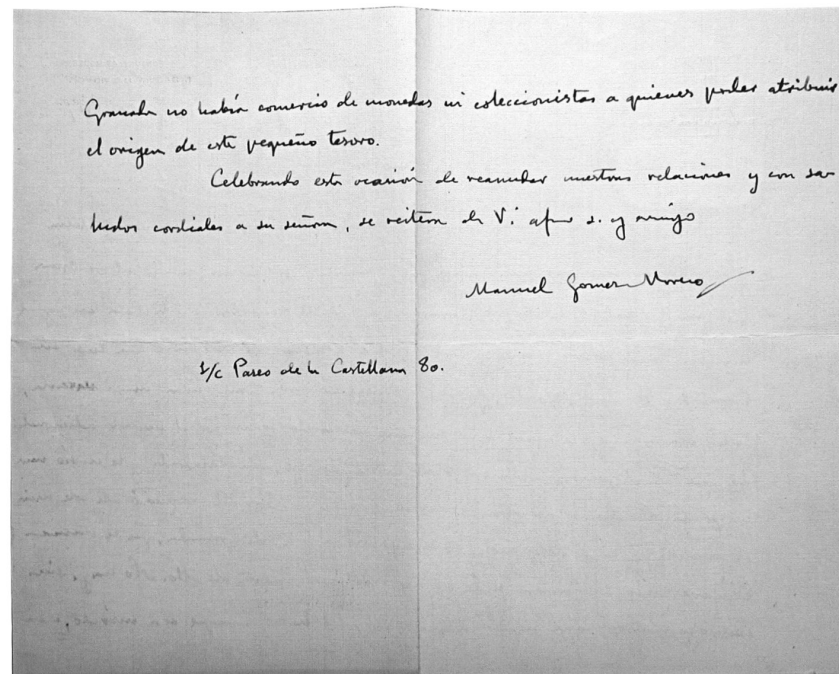 Granada no había comercio de monedas ni coleccionistas a quienes poder atribuir
el origen de este pequeño tesoro.
Celebrando esta ocasión de reanudar nuestras relaciones y con sa-
ludos cordiales a su señora, se reitera de V. afmo s. y amigo
Manuel Gomez-Moreno
s/c Paseo de la Castellana 80.